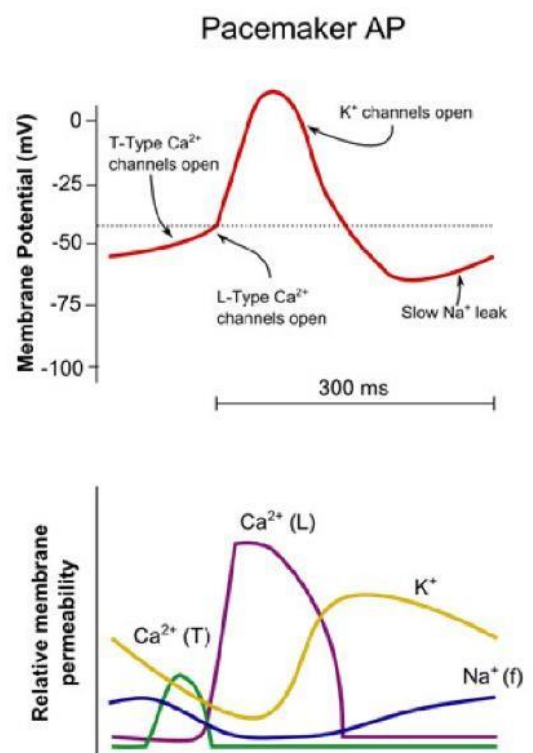 Pacemaker AP
Membrane Potential (mV)
0
-25
-50
-75
-100
T-Type Ca²⁺
channels open
K⁺ channels open
L-Type Ca²⁺
channels open
Slow Na⁺ leak
300 ms
Relative membrane
permeability
Ca²⁺ (L)
Ca²⁺ (T)
K⁺
Na⁺ (f)